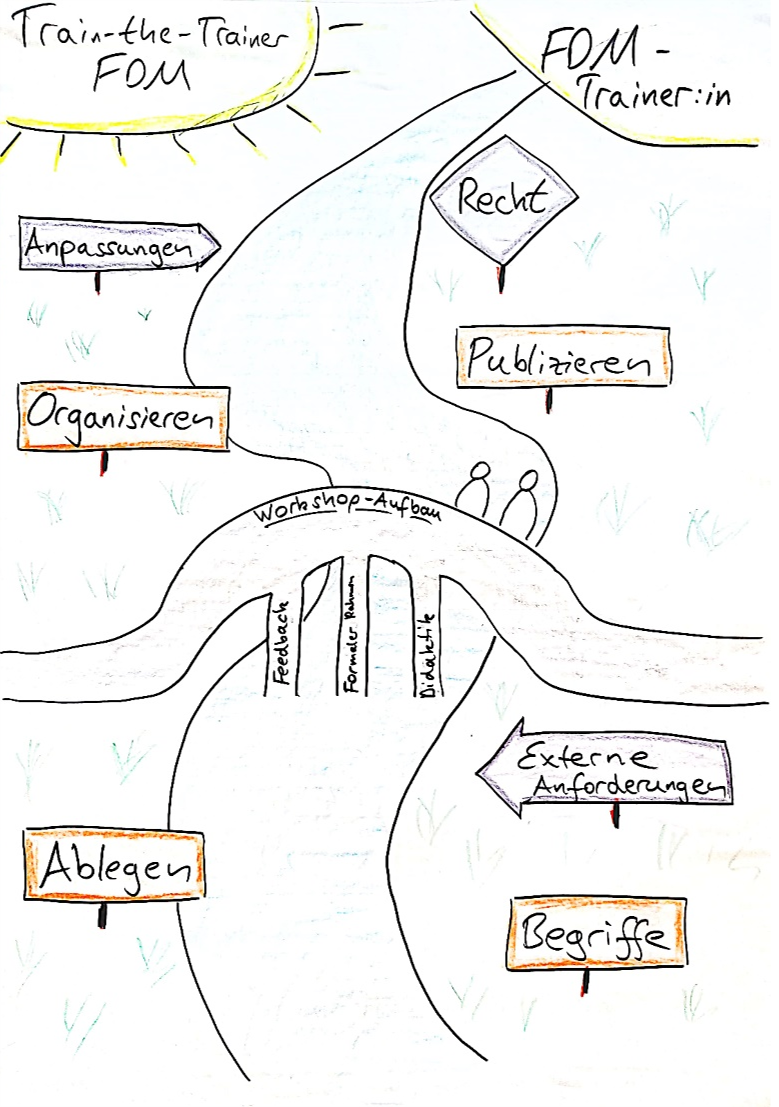 Train-the-Trainer
FDM
FDM-
Trainer:in
Recht
Anpassungen
Publizieren
Organisieren
Workshop-Aufbau
Feedback
Formaler Rahmen
Didaktik
Externe
Anforderungen
Ablegen
Begriffe